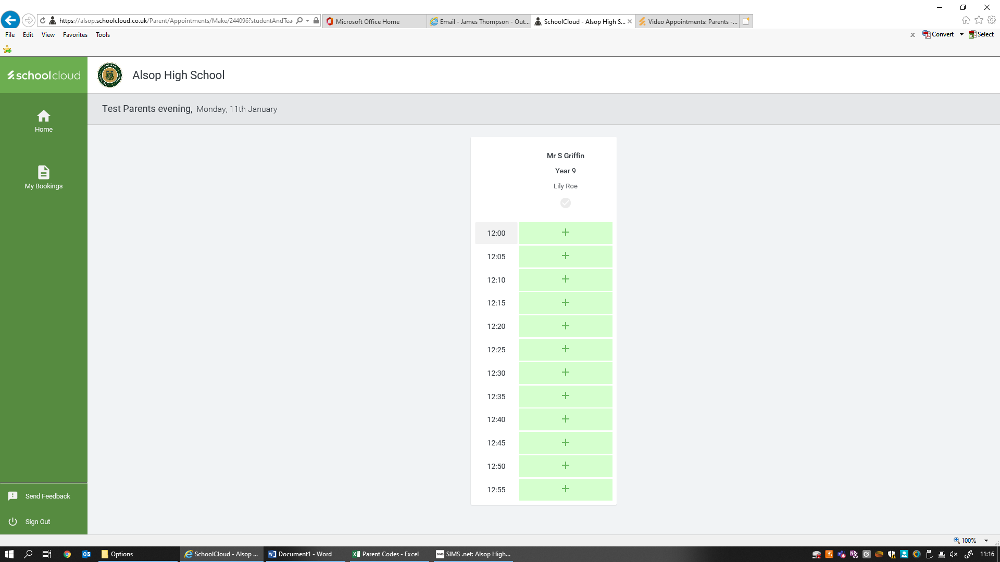 https://alsop.schoolcloud.co.uk/Parent/Appointments/Make/244096?studentAndTea
Microsoft Office Home
Email - James Thompson - Out...
SchoolCloud - Alsop High S...
Video Appointments: Parents -...
File Edit View Favorites Tools
Convert
Select
schoolcloud
Alsop High School
Test Parents evening, Monday, 11th January
Home
My Bookings
Mr S Griffin
Year 9
Lily Roe
12:00
12:05
12:10
12:15
12:20
12:25
12:30
12:35
12:40
12:45
12:50
12:55
Send Feedback
Sign Out
100%
Options
SchoolCloud - Alsop ...
Document1 - Word
Parent Codes - Excel
SIMS .net: Alsop High...
11:16